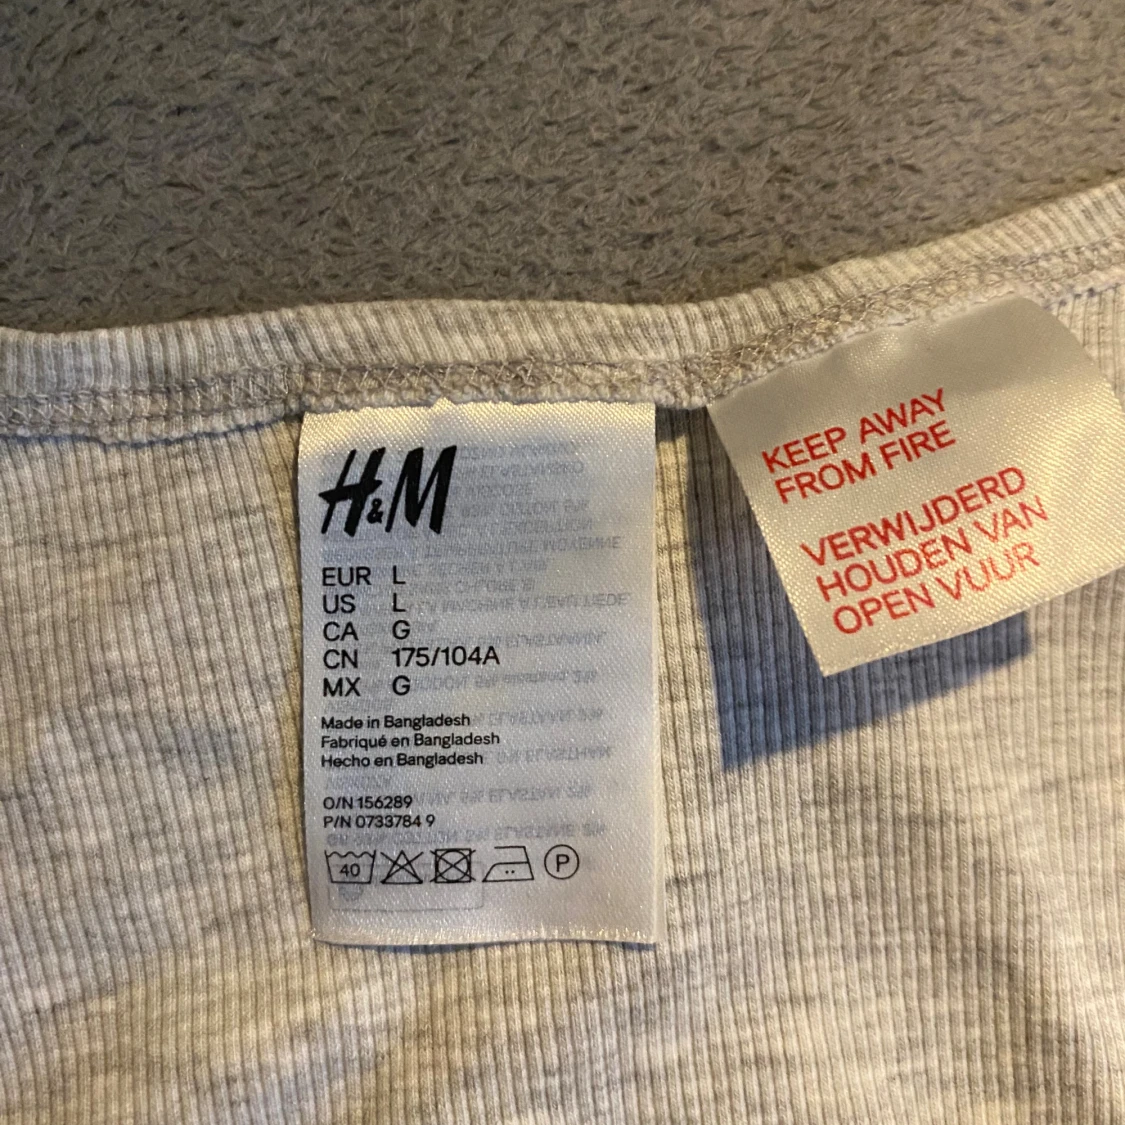 H&M
EUR L
US L
CA G
CN 175/104A
MX G
Made in Bangladesh
Fabriqué en Bangladesh
Hecho en Bangladesh
O/N 156289
P/N 0733784 9
40
P
KEEP AWAY
FROM FIRE
VERWIJDERD
HOUDEN VAN
OPEN VUUR